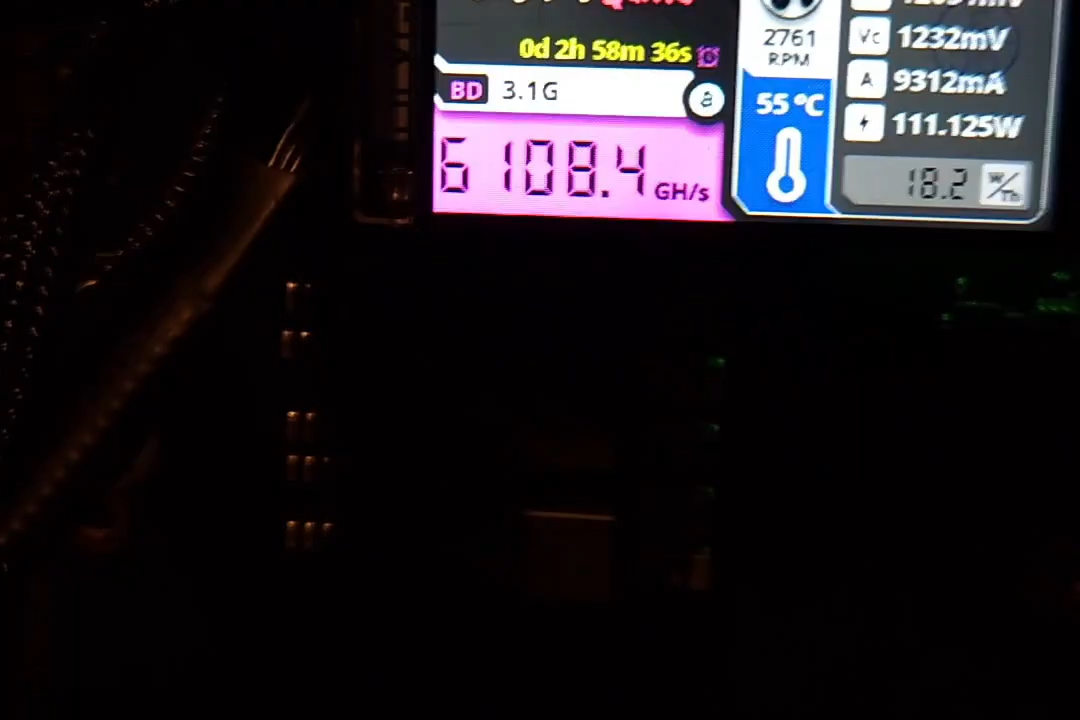 0d 2h 58m 36s
2761
RPM
Vc 1232mV
BD 3.1G
55 °C
A 9312mA
111.125W
6108.4 GH/s
18.2 W/Th